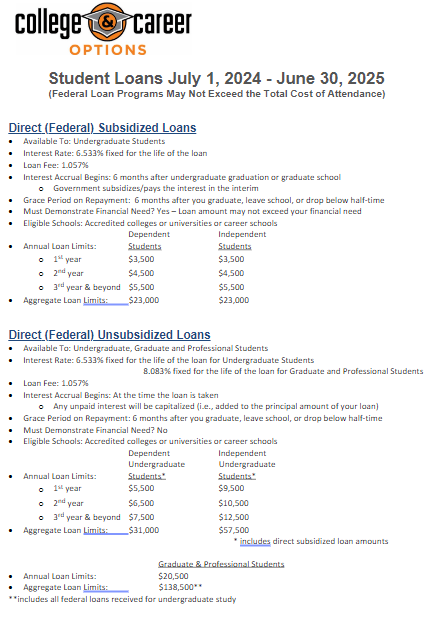 college & career
OPTIONS
Student Loans July 1, 2024 - June 30, 2025
(Federal Loan Programs May Not Exceed the Total Cost of Attendance)
Direct (Federal) Subsidized Loans
• Available To: Undergraduate Students
• Interest Rate: 6.533% fixed for the life of the loan
• Loan Fee: 1.057%
• Interest Accrual Begins: 6 months after undergraduate graduation or graduate school
o Government subsidizes/pays the interest in the interim
• Grace Period on Repayment: 6 months after you graduate, leave school, or drop below half-time
• Must Demonstrate Financial Need? Yes – Loan amount may not exceed your financial need
• Eligible Schools: Accredited colleges or universities or career schools
Dependent Independent
• Annual Loan Limits: Students Students
o 1st year $3,500 $3,500
o 2nd year $4,500 $4,500
o 3rd year & beyond $5,500 $5,500
• Aggregate Loan Limits: $23,000 $23,000
Direct (Federal) Unsubsidized Loans
• Available To: Undergraduate, Graduate and Professional Students
• Interest Rate: 6.533% fixed for the life of the loan for Undergraduate Students
8.083% fixed for the life of the loan for Graduate and Professional Students
• Loan Fee: 1.057%
• Interest Accrual Begins: At the time the loan is taken
o Any unpaid interest will be capitalized (i.e., added to the principal amount of your loan)
• Grace Period on Repayment: 6 months after you graduate, leave school, or drop below half-time
• Must Demonstrate Financial Need? No
• Eligible Schools: Accredited colleges or universities or career schools
Dependent Independent
Undergraduate Undergraduate
• Annual Loan Limits: Students* Students*
o 1st year $5,500 $9,500
o 2nd year $6,500 $10,500
o 3rd year & beyond $7,500 $12,500
• Aggregate Loan Limits: $31,000 $57,500
* includes direct subsidized loan amounts
Graduate & Professional Students
• Annual Loan Limits: $20,500
• Aggregate Loan Limits: $138,500**
**includes all federal loans received for undergraduate study